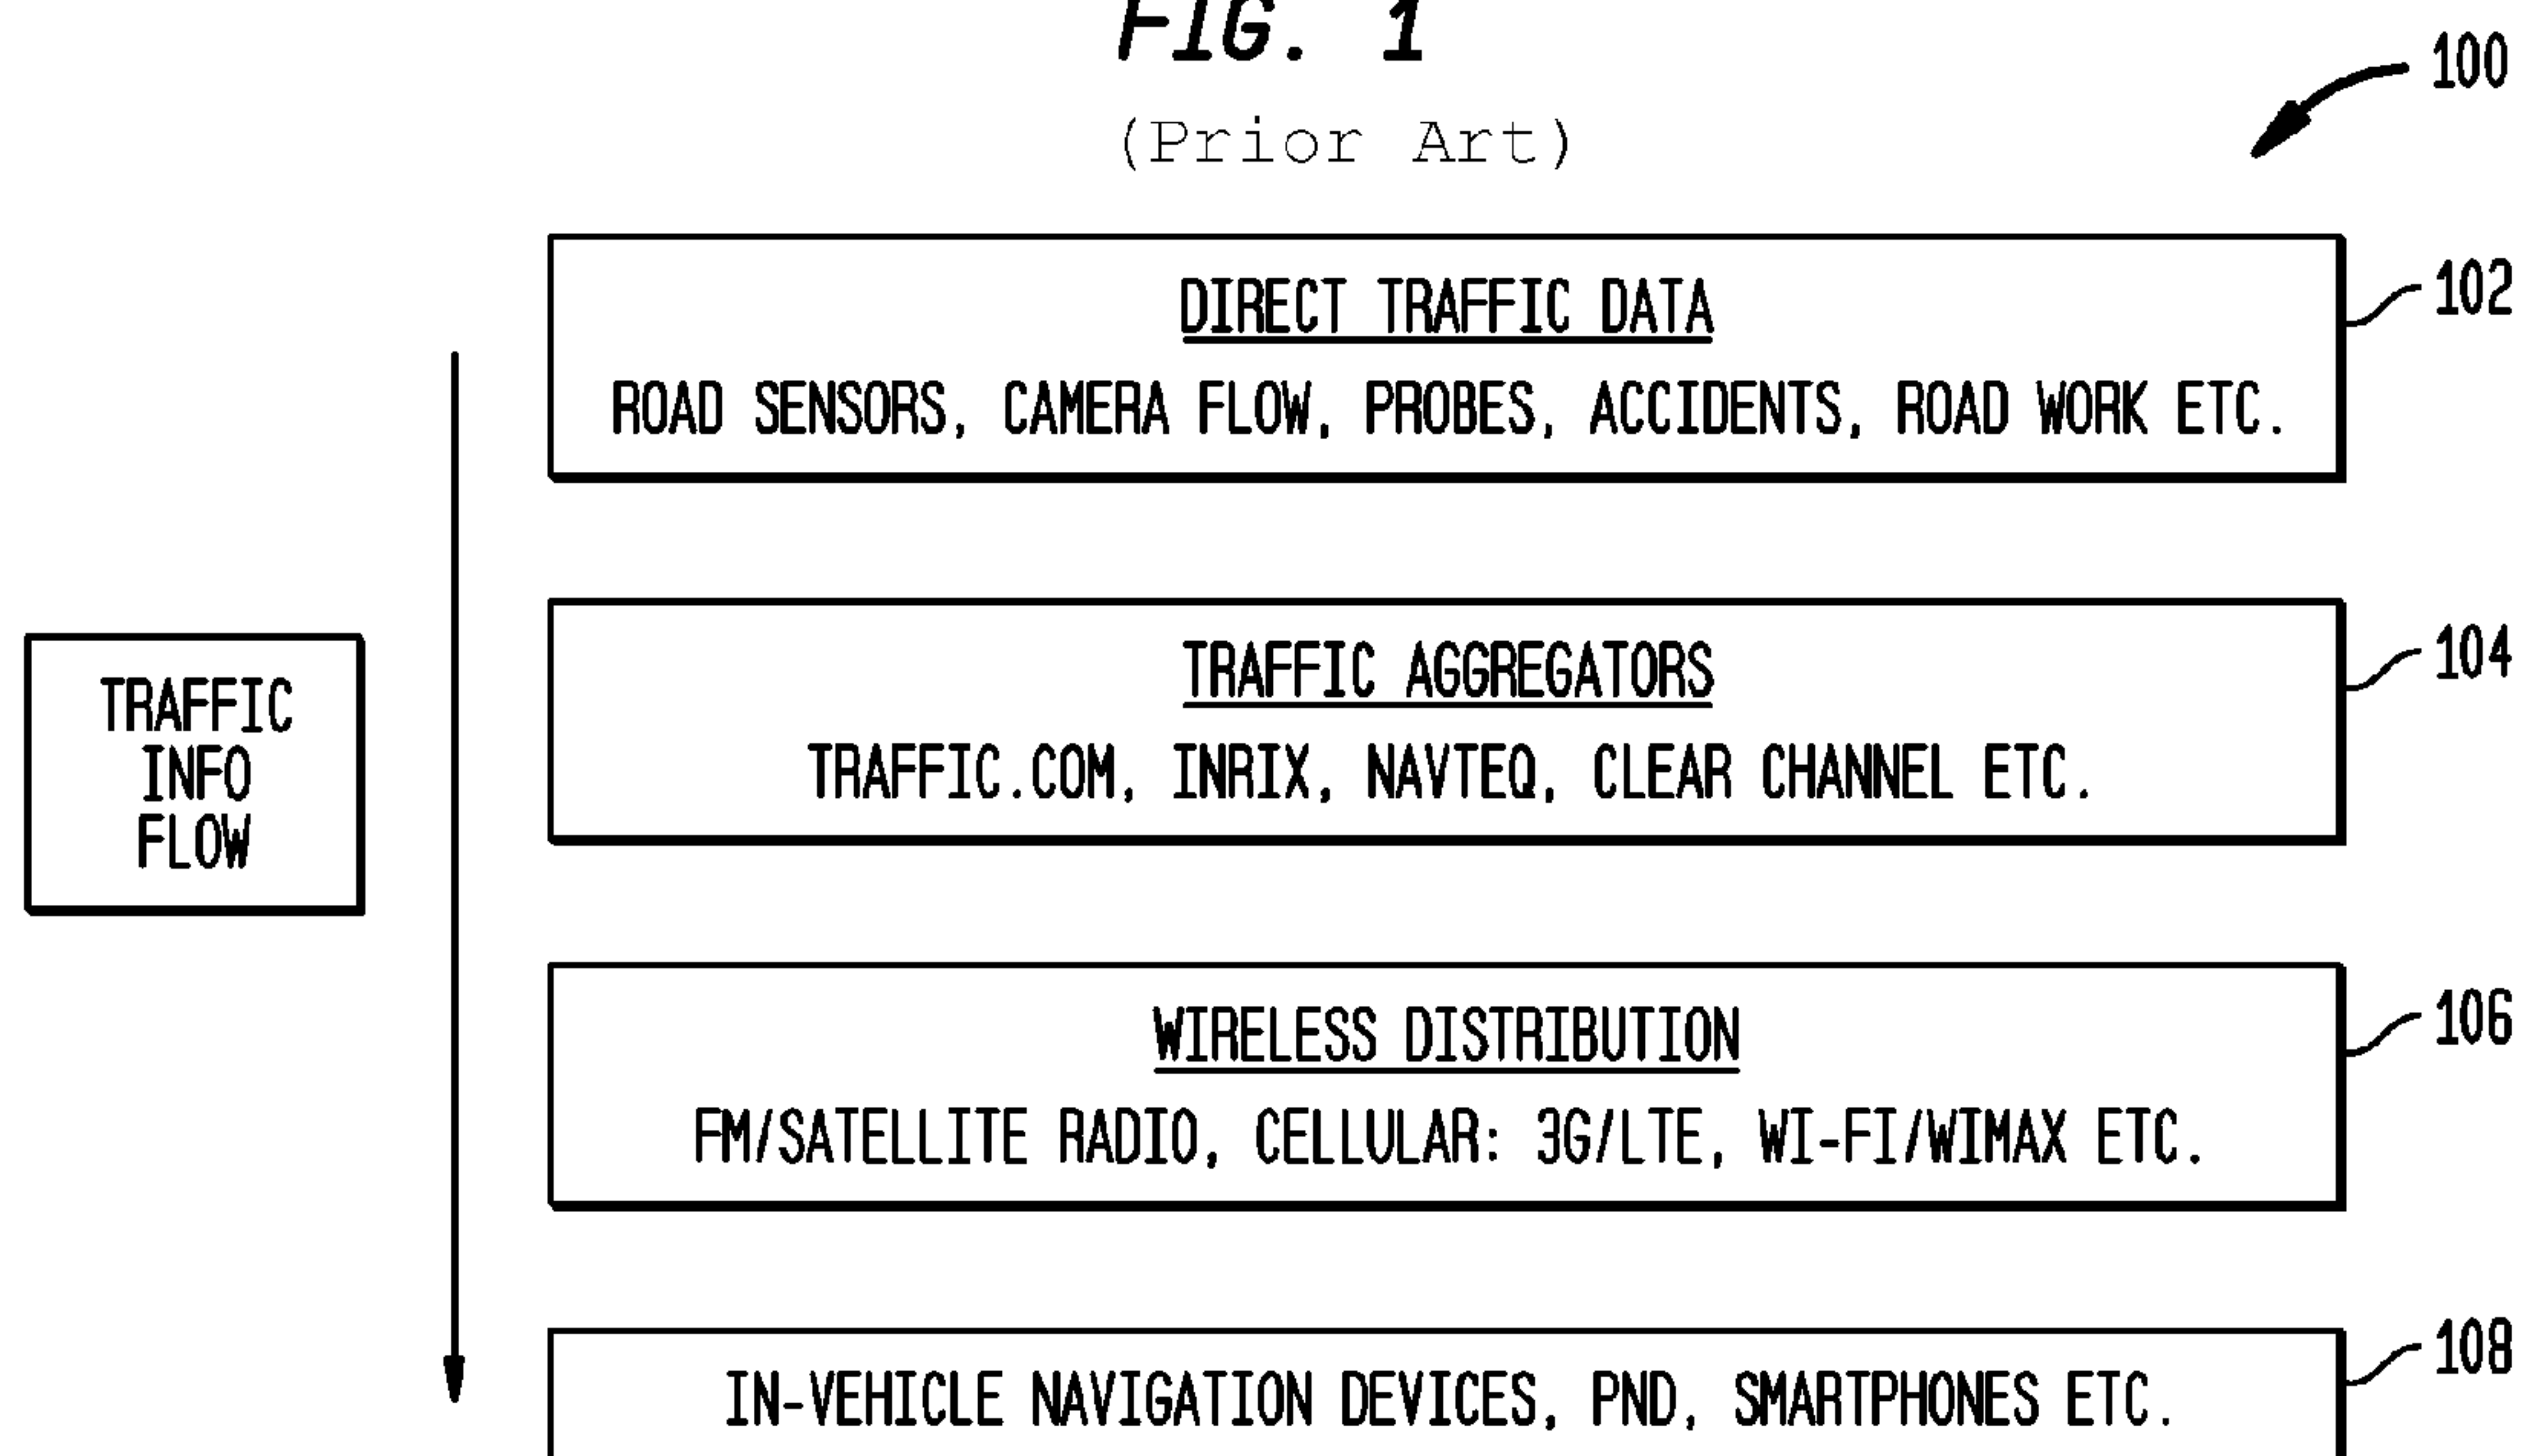 FIG. 1
(Prior Art)
100
DIRECT TRAFFIC DATA
ROAD SENSORS, CAMERA FLOW, PROBES, ACCIDENTS, ROAD WORK ETC.
102
TRAFFIC
INFO
FLOW
TRAFFIC AGGREGATORS
TRAFFIC.COM, INRIX, NAVTEQ, CLEAR CHANNEL ETC.
104
WIRELESS DISTRIBUTION
FM/SATELLITE RADIO, CELLULAR: 3G/LTE, WI-FI/WIMAX ETC.
106
IN-VEHICLE NAVIGATION DEVICES, PND, SMARTPHONES ETC.
108